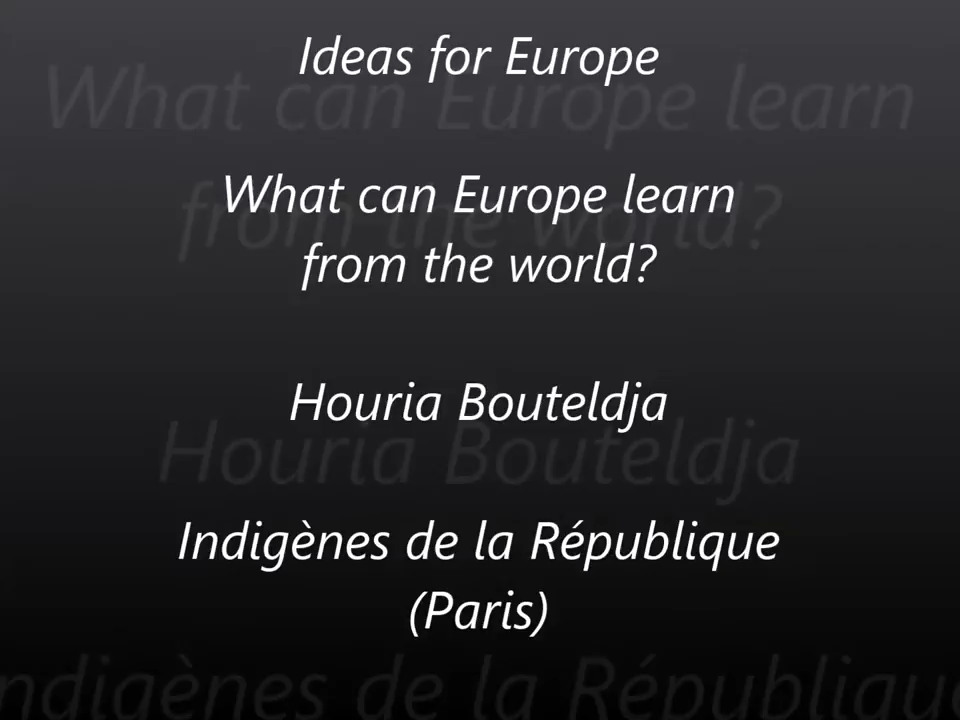 Ideas for Europe
What can Europe learn
from the world?
Houria Bouteldja
Indigènes de la République
(Paris)